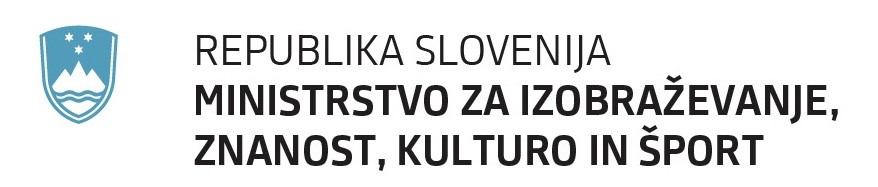 REPUBLIKA SLOVENIJA
MINISTRSTVO ZA IZOBRAŽEVANJE,
ZNANOST, KULTURO IN ŠPORT